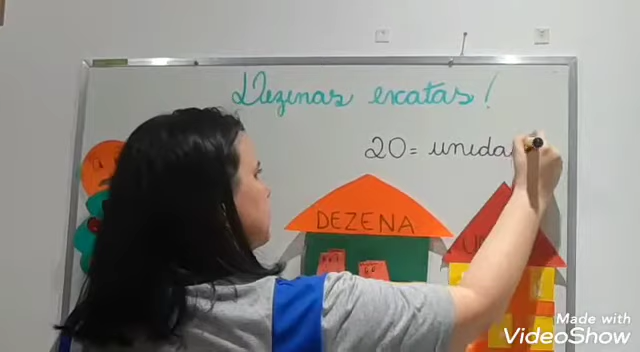 Dezenas exatas!
20 = unida
DEZENA
U
Made with
VideoShow